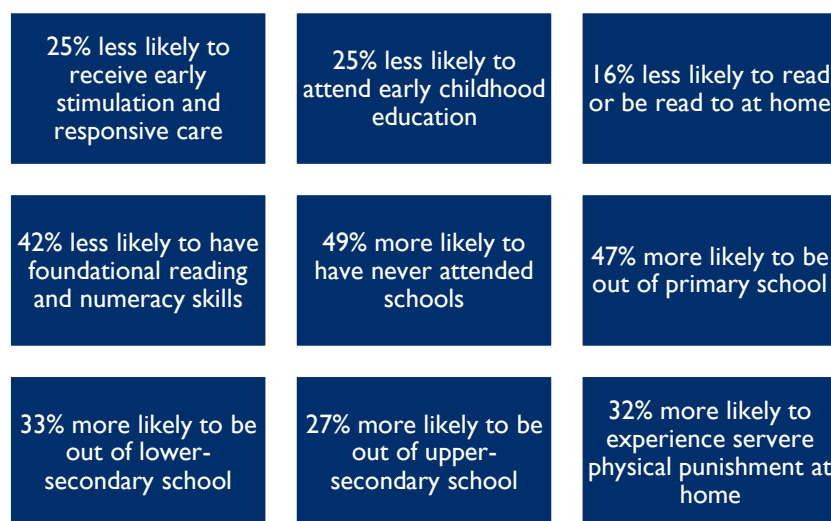 25% less likely to
receive early
stimulation and
responsive care
25% less likely to
attend early childhood
education
16% less likely to read
or be read to at home
42% less likely to have
foundational reading
and numeracy skills
49% more likely to
have never attended
schools
47% more likely to be
out of primary school
33% more likely to be
out of lower-
secondary school
27% more likely to be
out of upper-
secondary school
32% more likely to
experience servere
physical punishment at
home